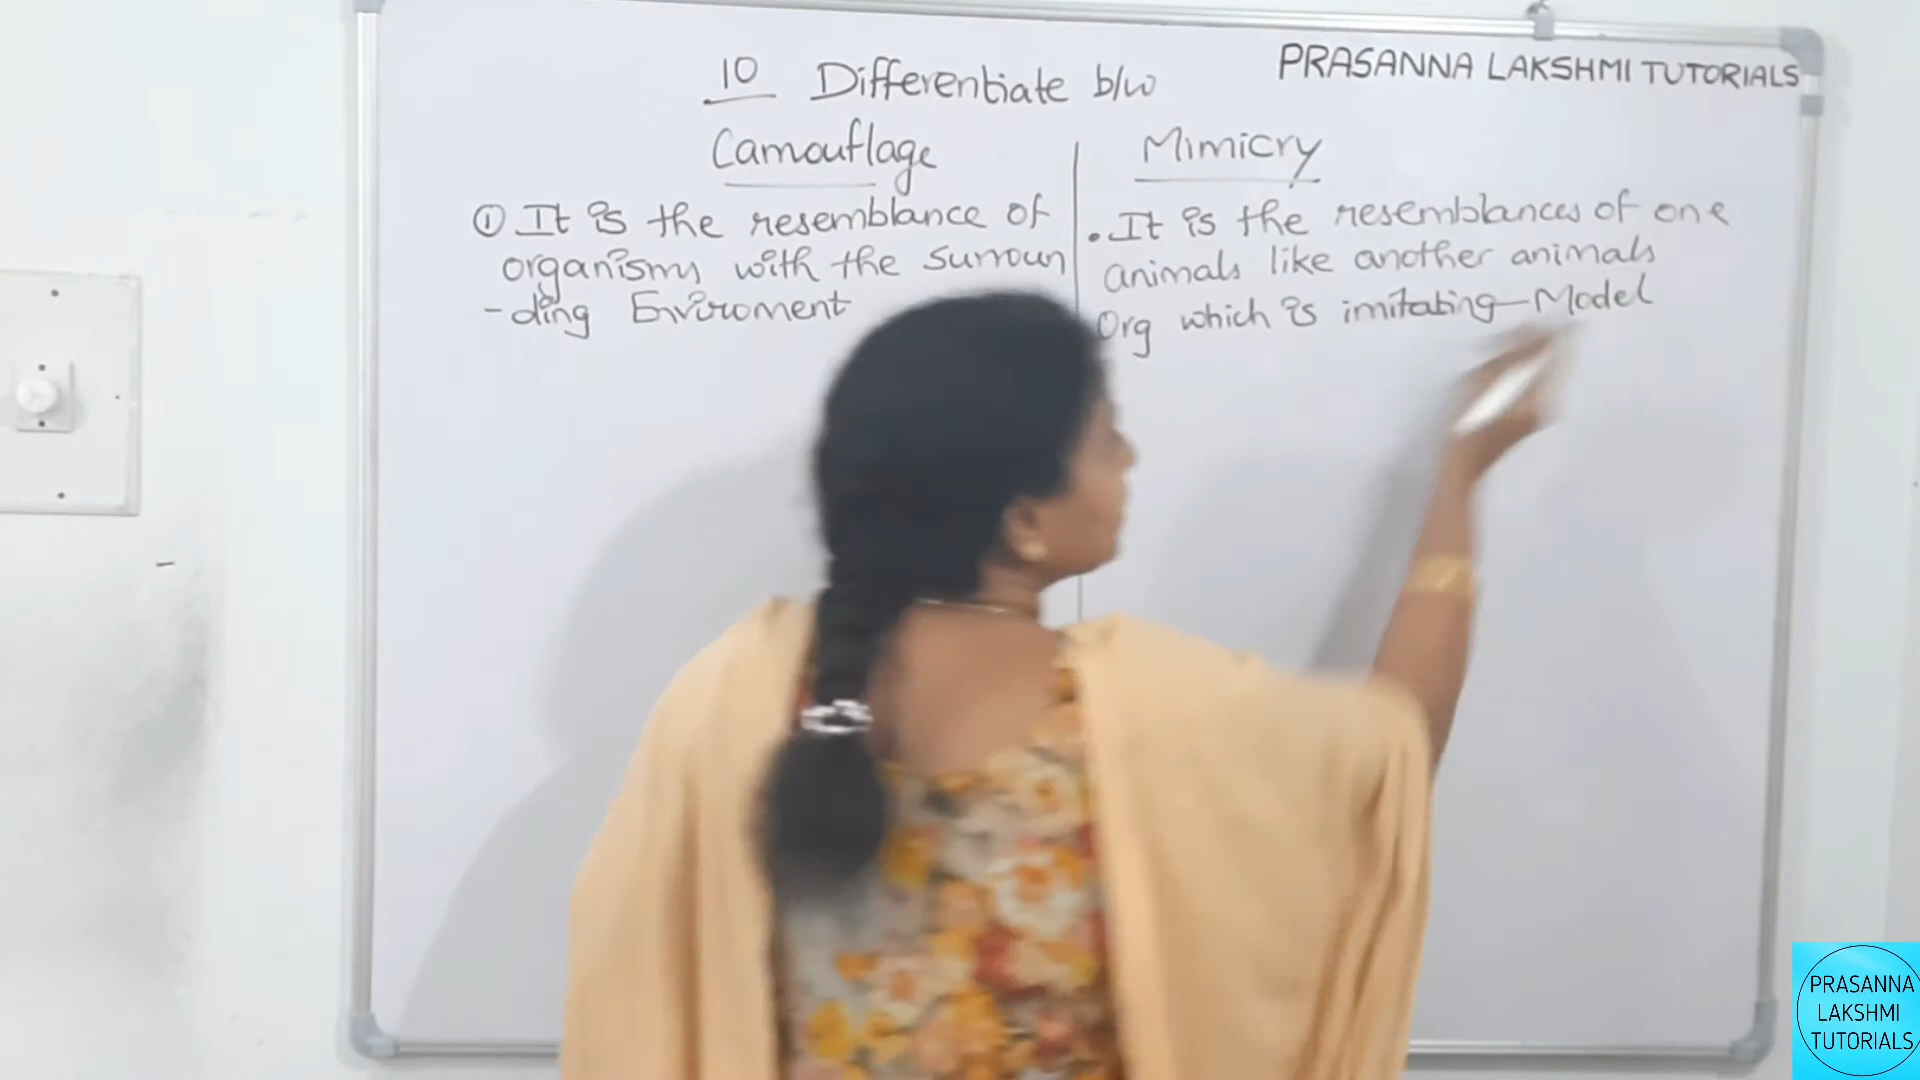 10 Differentiate b/w
PRASANNA LAKSHMI TUTORIALS
Camouflage
① It is the resemblance of
organisms with the surroun
-ding Enviroment
Mimicry
. It is the resemblances of one
animals like another animals
Org which is imitating — Model
PRASANNA
LAKSHMI
TUTORIALS